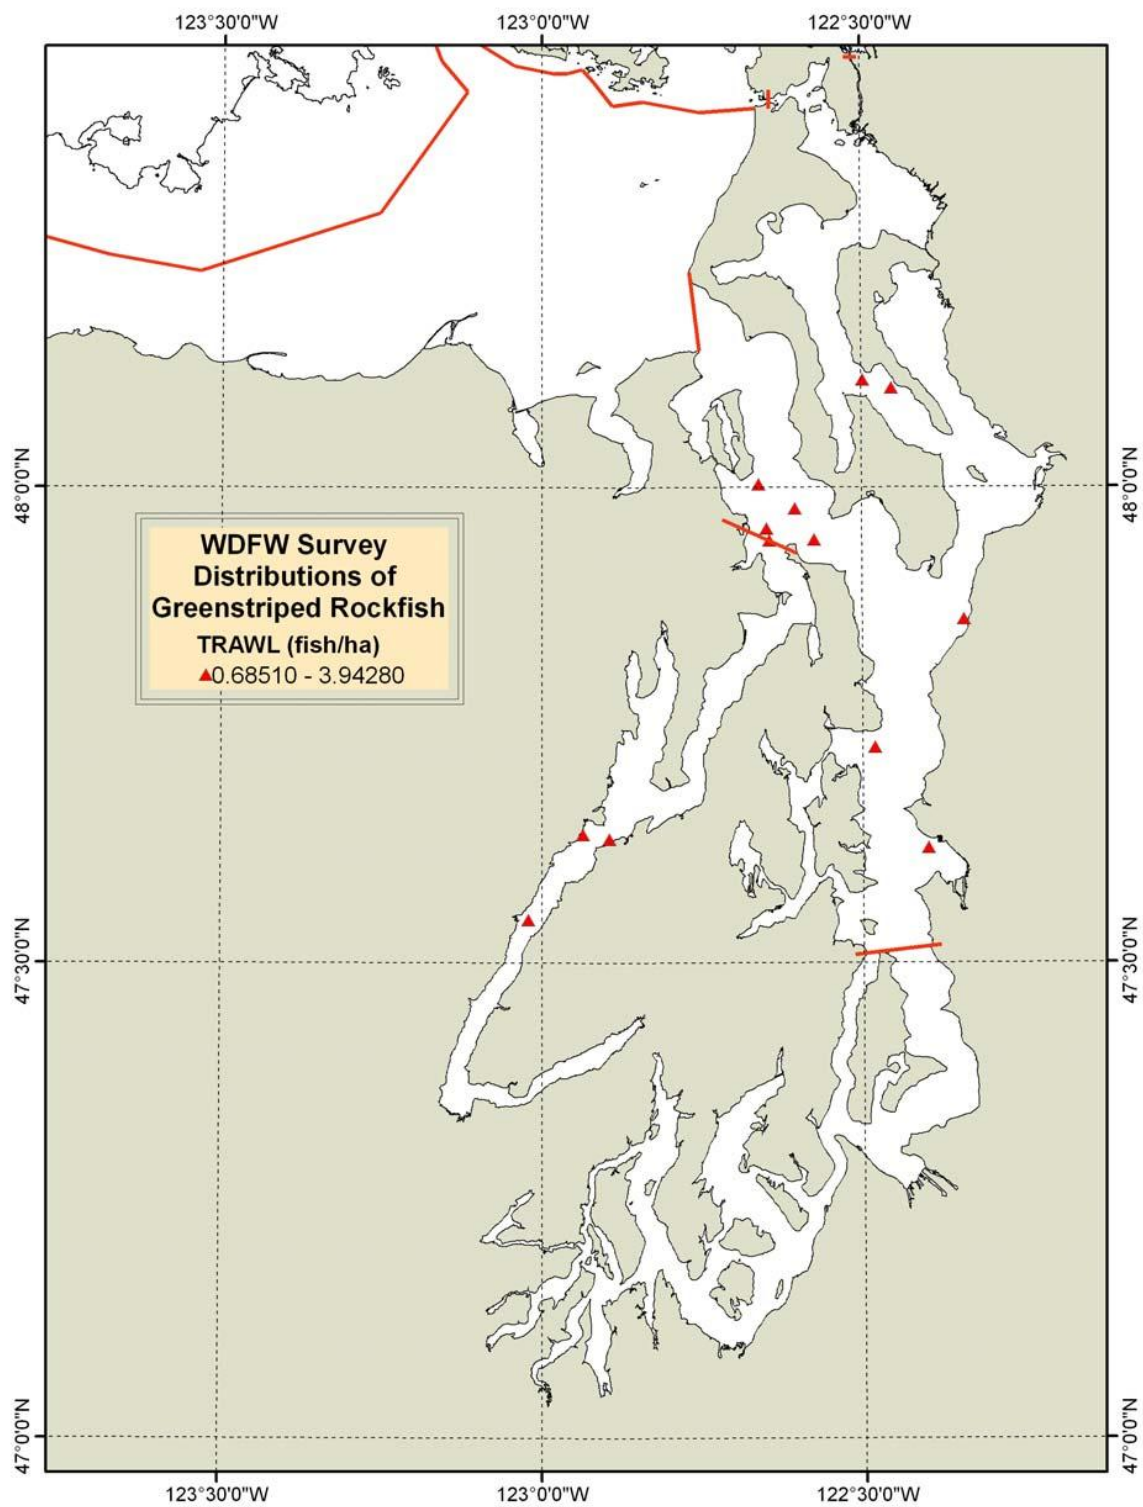 123°30'0"W 123°0'0"W 122°30'0"W
48°0'0"N 48°0'0"N
WDFW Survey
Distributions of
Greenstriped Rockfish
TRAWL (fish/ha)
0.68510 - 3.94280
47°30'0"N 47°30'0"N
47°0'0"N 47°0'0"N
123°30'0"W 123°0'0"W 122°30'0"W